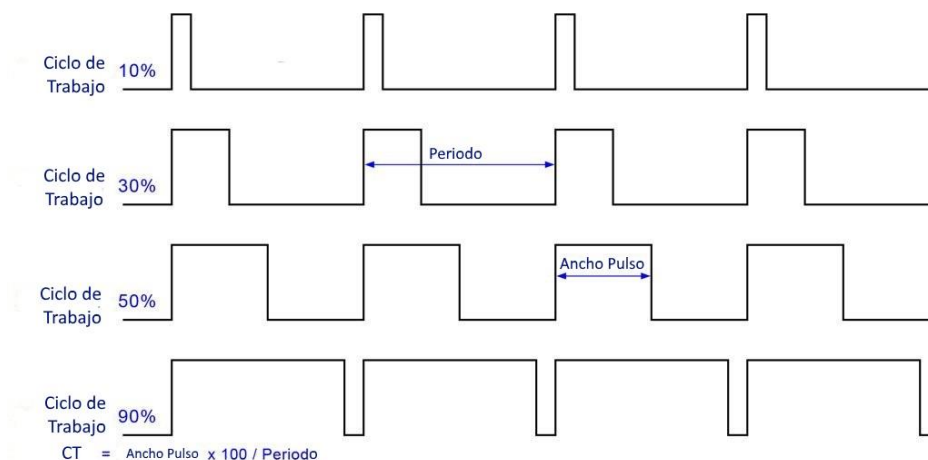 Ciclo de
Trabajo 10%
Ciclo de
Trabajo 30%
Periodo
Ciclo de
Trabajo 50%
Ancho Pulso
Ciclo de
Trabajo 90%
CT = Ancho Pulso x 100 / Periodo